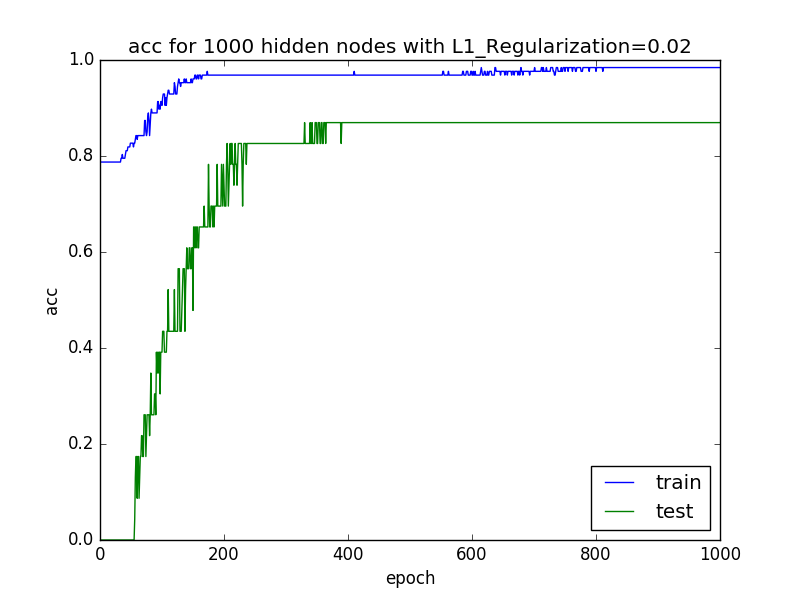 acc for 1000 hidden nodes with L1_Regularization=0.02
1.0
0.8
0.6
0.4
0.2
0.0
acc
0 200 400 600 800 1000
epoch
train
test